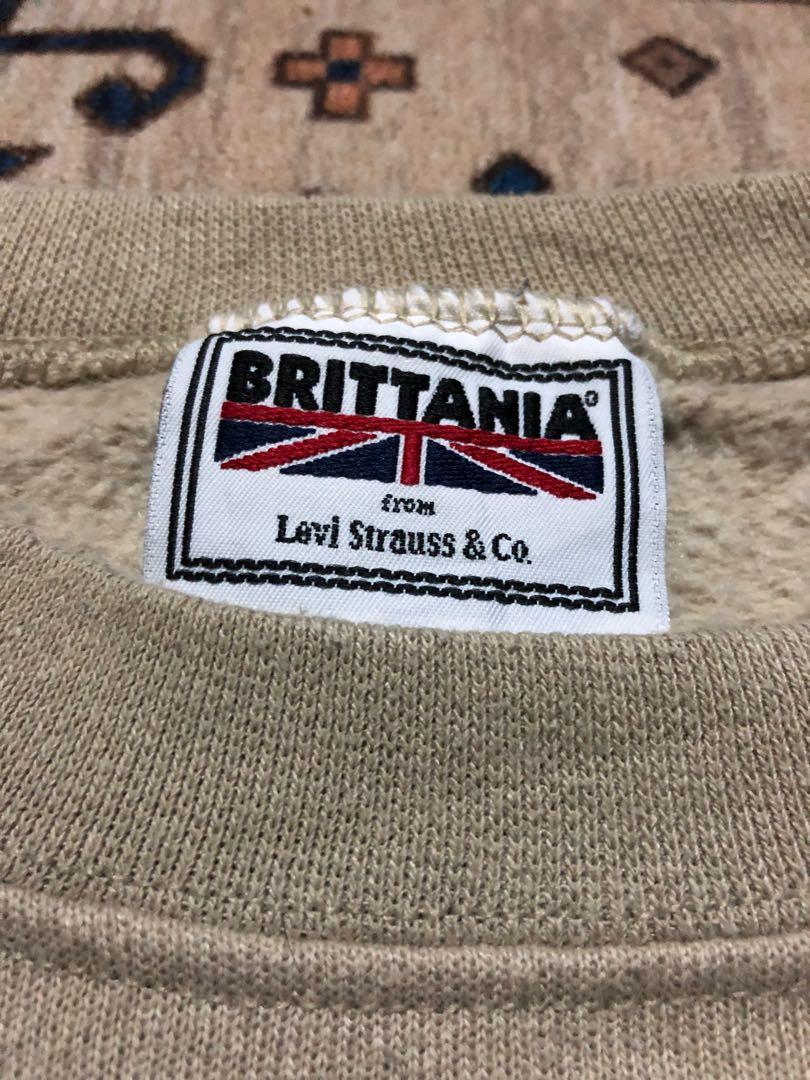 BRITTANIA®
from
Levi Strauss & Co.